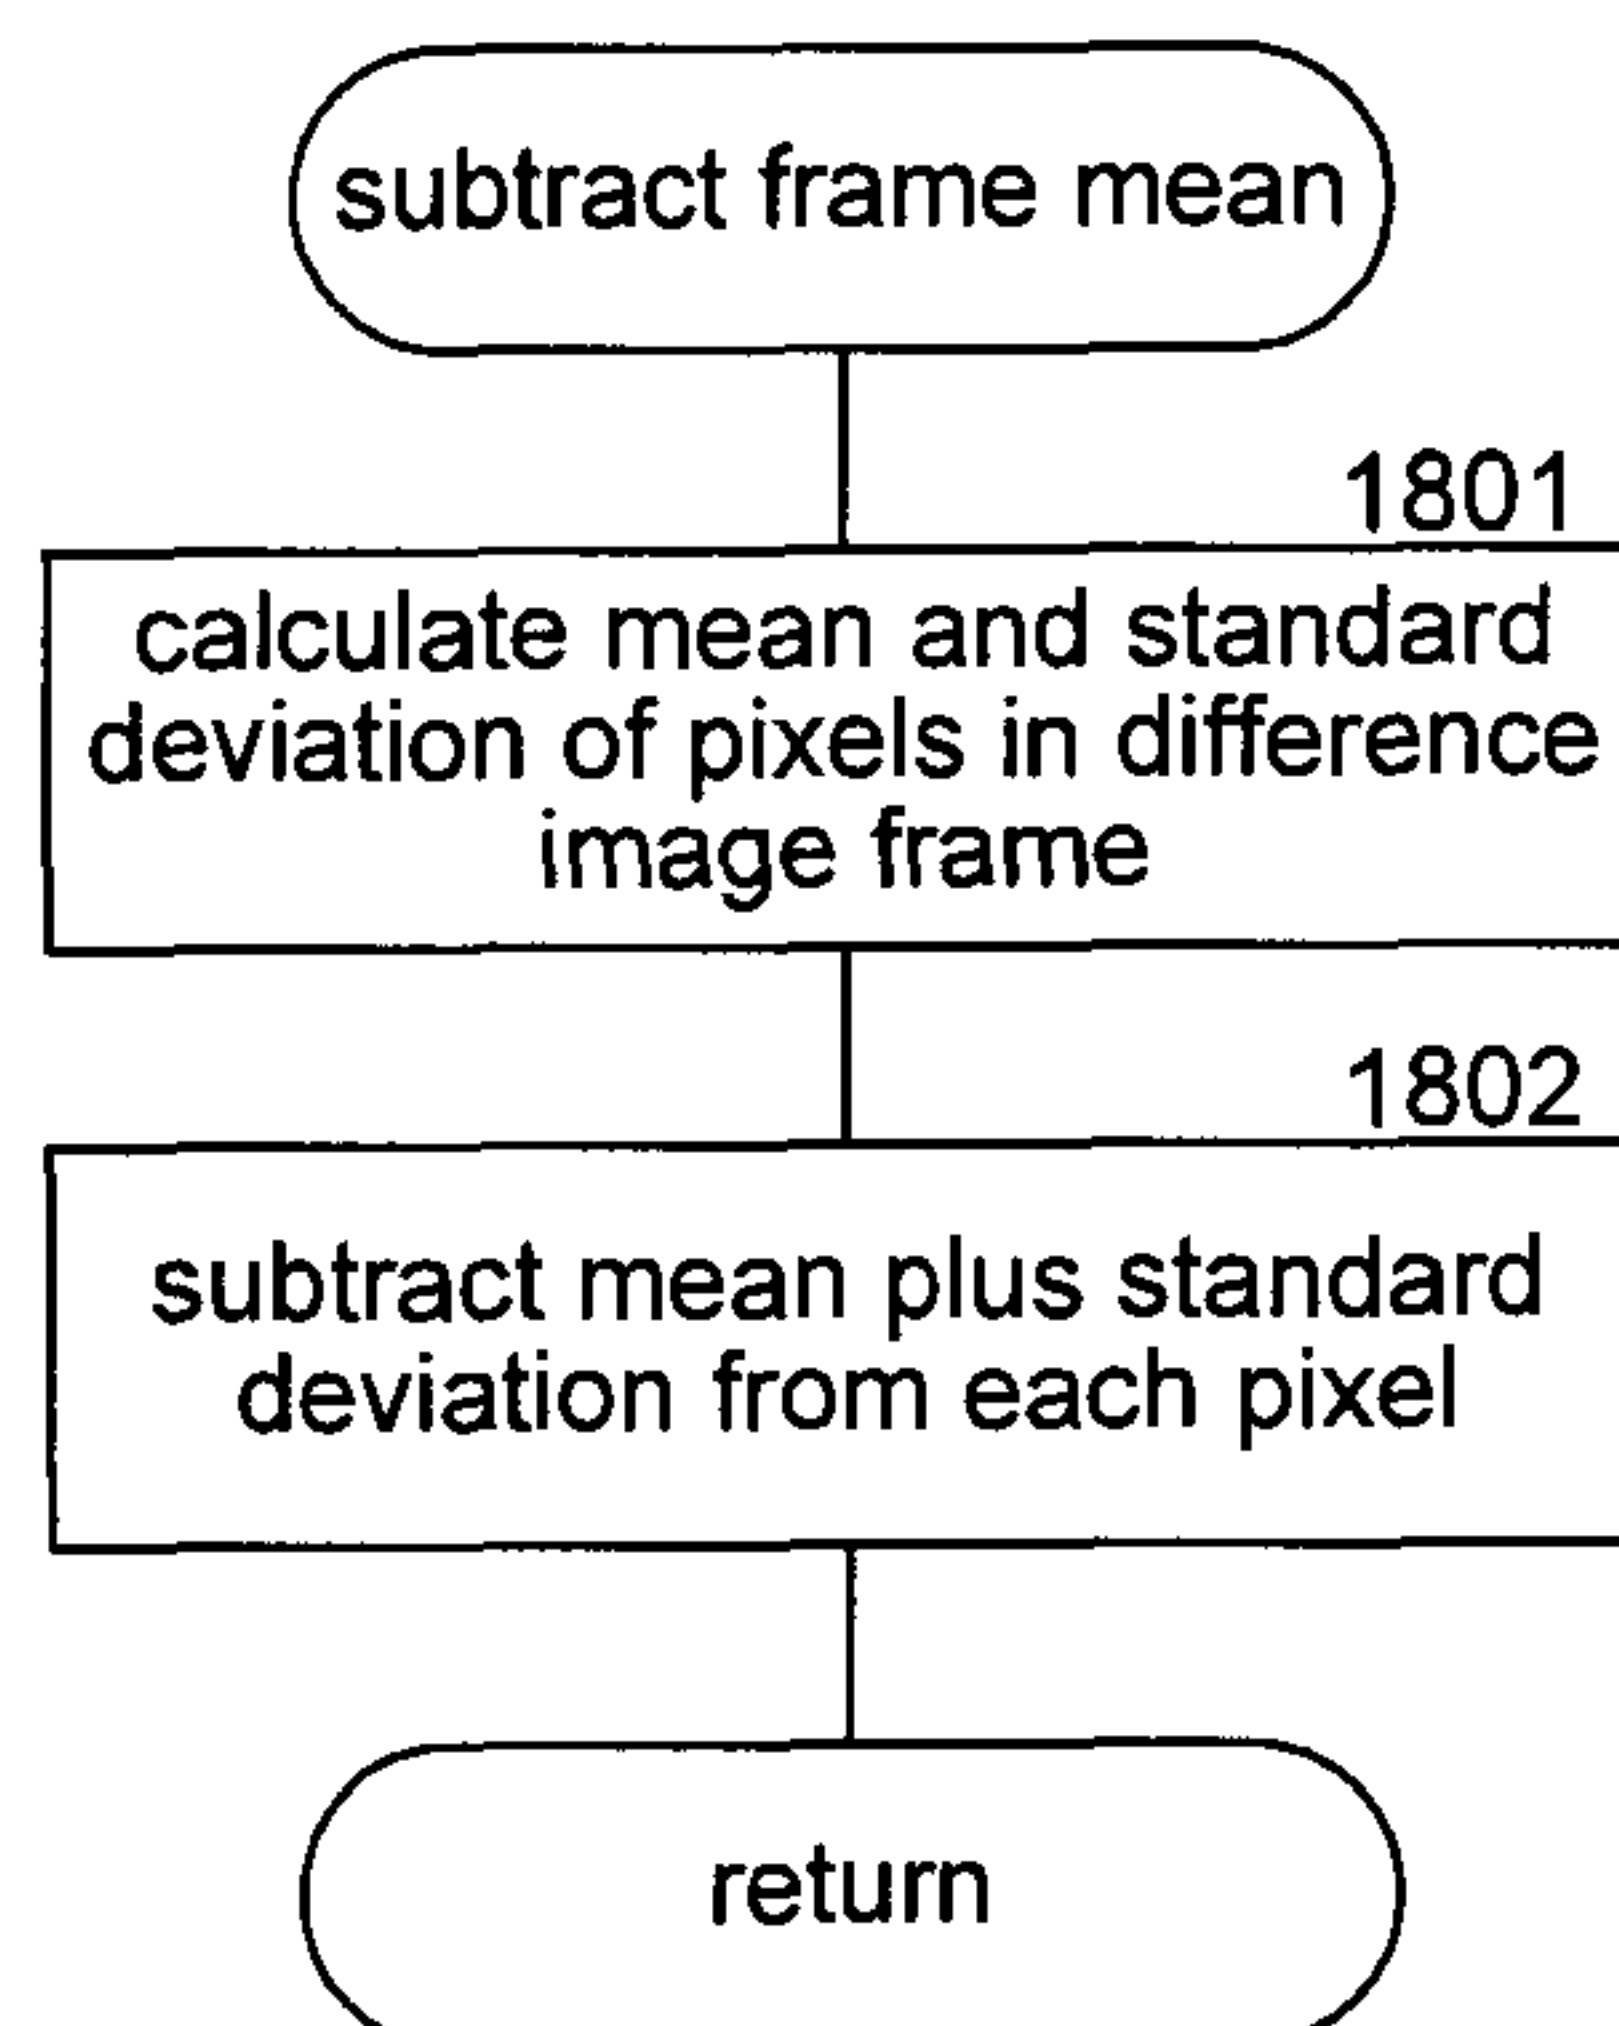 subtract frame mean
1801
calculate mean and standard
deviation of pixels in difference
image frame
1802
subtract mean plus standard
deviation from each pixel
return